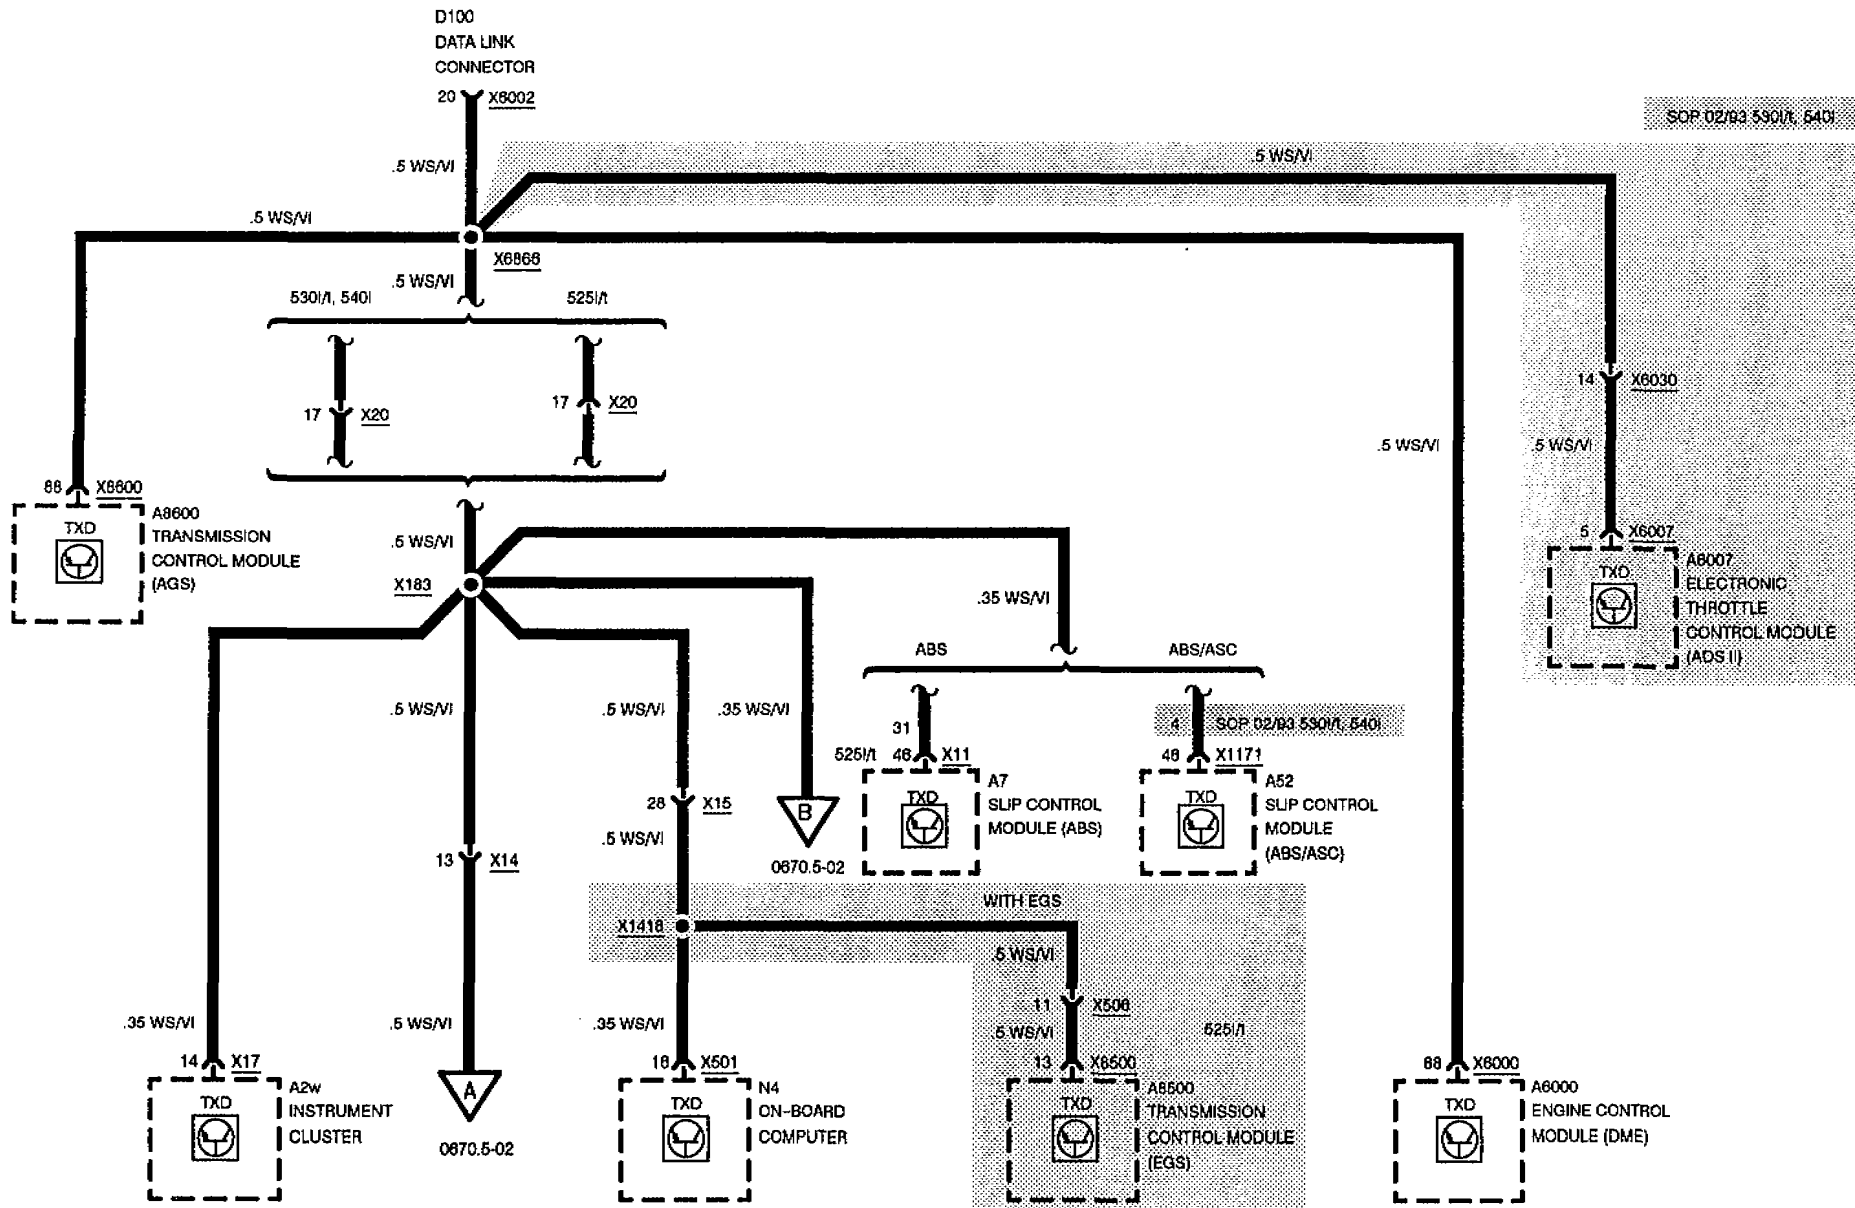 D100
DATA LINK
CONNECTOR
20 X6002
SOP 02/93 530i/t, 540i
.5 WS/VI
.5 WS/VI
.5 WS/VI
X6866
.5 WS/VI
530i/t, 540i
525i/t
17 X20
17 X20
14 X6030
.5 WS/VI
.5 WS/VI
88 X8600
A8600
TRANSMISSION
CONTROL MODULE
(AGS)
TXD
.5 WS/VI
X183
5 X6007
A6007
ELECTRONIC
THROTTLE
CONTROL MODULE
(ADS II)
TXD
.35 WS/VI
ABS
ABS/ASC
.5 WS/VI
.5 WS/VI
.35 WS/VI
31
4 SOP 02/93 530i/t, 540i
525i/t 46 X11
46 X1171
A7
SLIP CONTROL
MODULE (ABS)
TXD
A52
SLIP CONTROL
MODULE
(ABS/ASC)
TXD
28 X15
B
0670.5-02
.5 WS/VI
13 X14
WITH EGS
X1418
.5 WS/VI
11 X506
.5 WS/VI
525i/t
.35 WS/VI
.5 WS/VI
.35 WS/VI
14 X17
A2w
INSTRUMENT
CLUSTER
TXD
A
0670.5-02
16 X501
N4
ON-BOARD
COMPUTER
TXD
13 X8500
A8500
TRANSMISSION
CONTROL MODULE
(EGS)
TXD
88 X6000
A6000
ENGINE CONTROL
MODULE (DME)
TXD